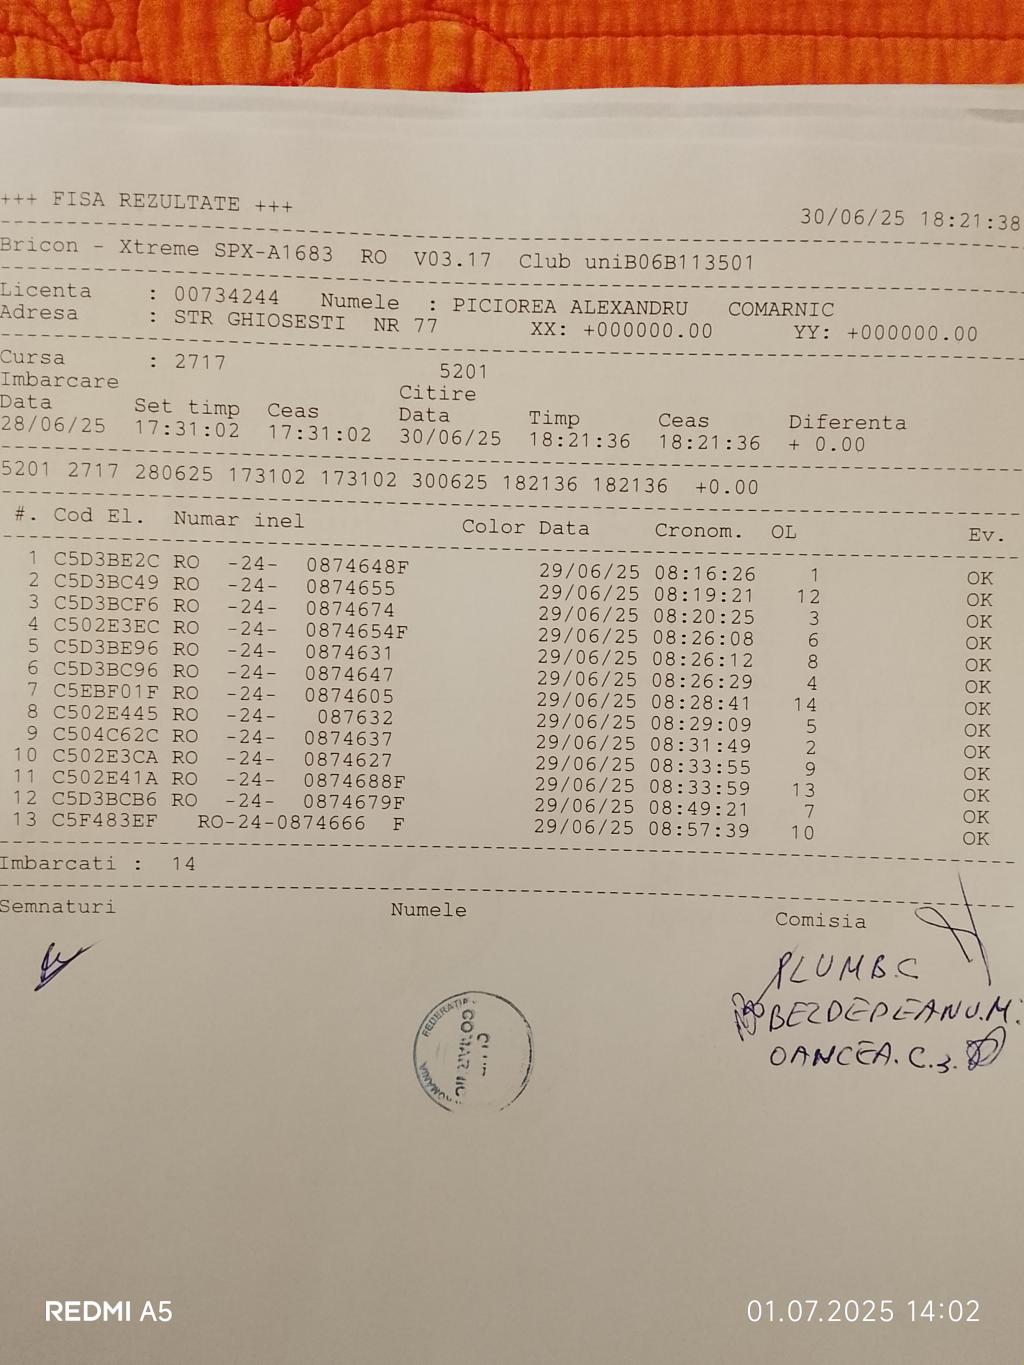 +++ FISA REZULTATE +++ 30/06/25 18:21:38
Bricon - Xtreme SPX-A1683 RO V03.17 Club uniB06B113501
Licenta : 00734244 Numele : PICIOREA ALEXANDRU COMARNIC
Adresa : STR GHIOSESTI NR 77 XX: +000000.00 YY: +000000.00
Cursa : 2717 5201
Imbarcare Citire
Data Set timp Ceas Data Timp Ceas Diferenta
28/06/25 17:31:02 17:31:02 30/06/25 18:21:36 18:21:36 + 0.00
5201 2717 280625 173102 173102 300625 182136 182136 +0.00
#. Cod El. Numar inel Color Data Cronom. OL Ev.
1 C5D3BE2C RO -24- 0874648F 29/06/25 08:16:26 1 OK
2 C5D3BC49 RO -24- 0874655 29/06/25 08:19:21 12 OK
3 C5D3BCF6 RO -24- 0874674 29/06/25 08:20:25 3 OK
4 C502E3EC RO -24- 0874654F 29/06/25 08:26:08 6 OK
5 C5D3BE96 RO -24- 0874631 29/06/25 08:26:12 8 OK
6 C5D3BC96 RO -24- 0874647 29/06/25 08:26:29 4 OK
7 C5EBF01F RO -24- 0874605 29/06/25 08:28:41 14 OK
8 C502E445 RO -24- 087632 29/06/25 08:29:09 5 OK
9 C504C62C RO -24- 0874637 29/06/25 08:31:49 2 OK
10 C502E3CA RO -24- 0874627 29/06/25 08:33:55 9 OK
11 C502E41A RO -24- 0874688F 29/06/25 08:33:59 13 OK
12 C5D3BCB6 RO -24- 0874679F 29/06/25 08:49:21 7 OK
13 C5F483EF RO-24-0874666 F 29/06/25 08:57:39 10 OK
Imbarcati : 14
Semnaturi Numele Comisia
PLUMB.C
BEZDEDEANU.M.
OANCEA.C.
COMARNIC
REDMI A5 01.07.2025 14:02